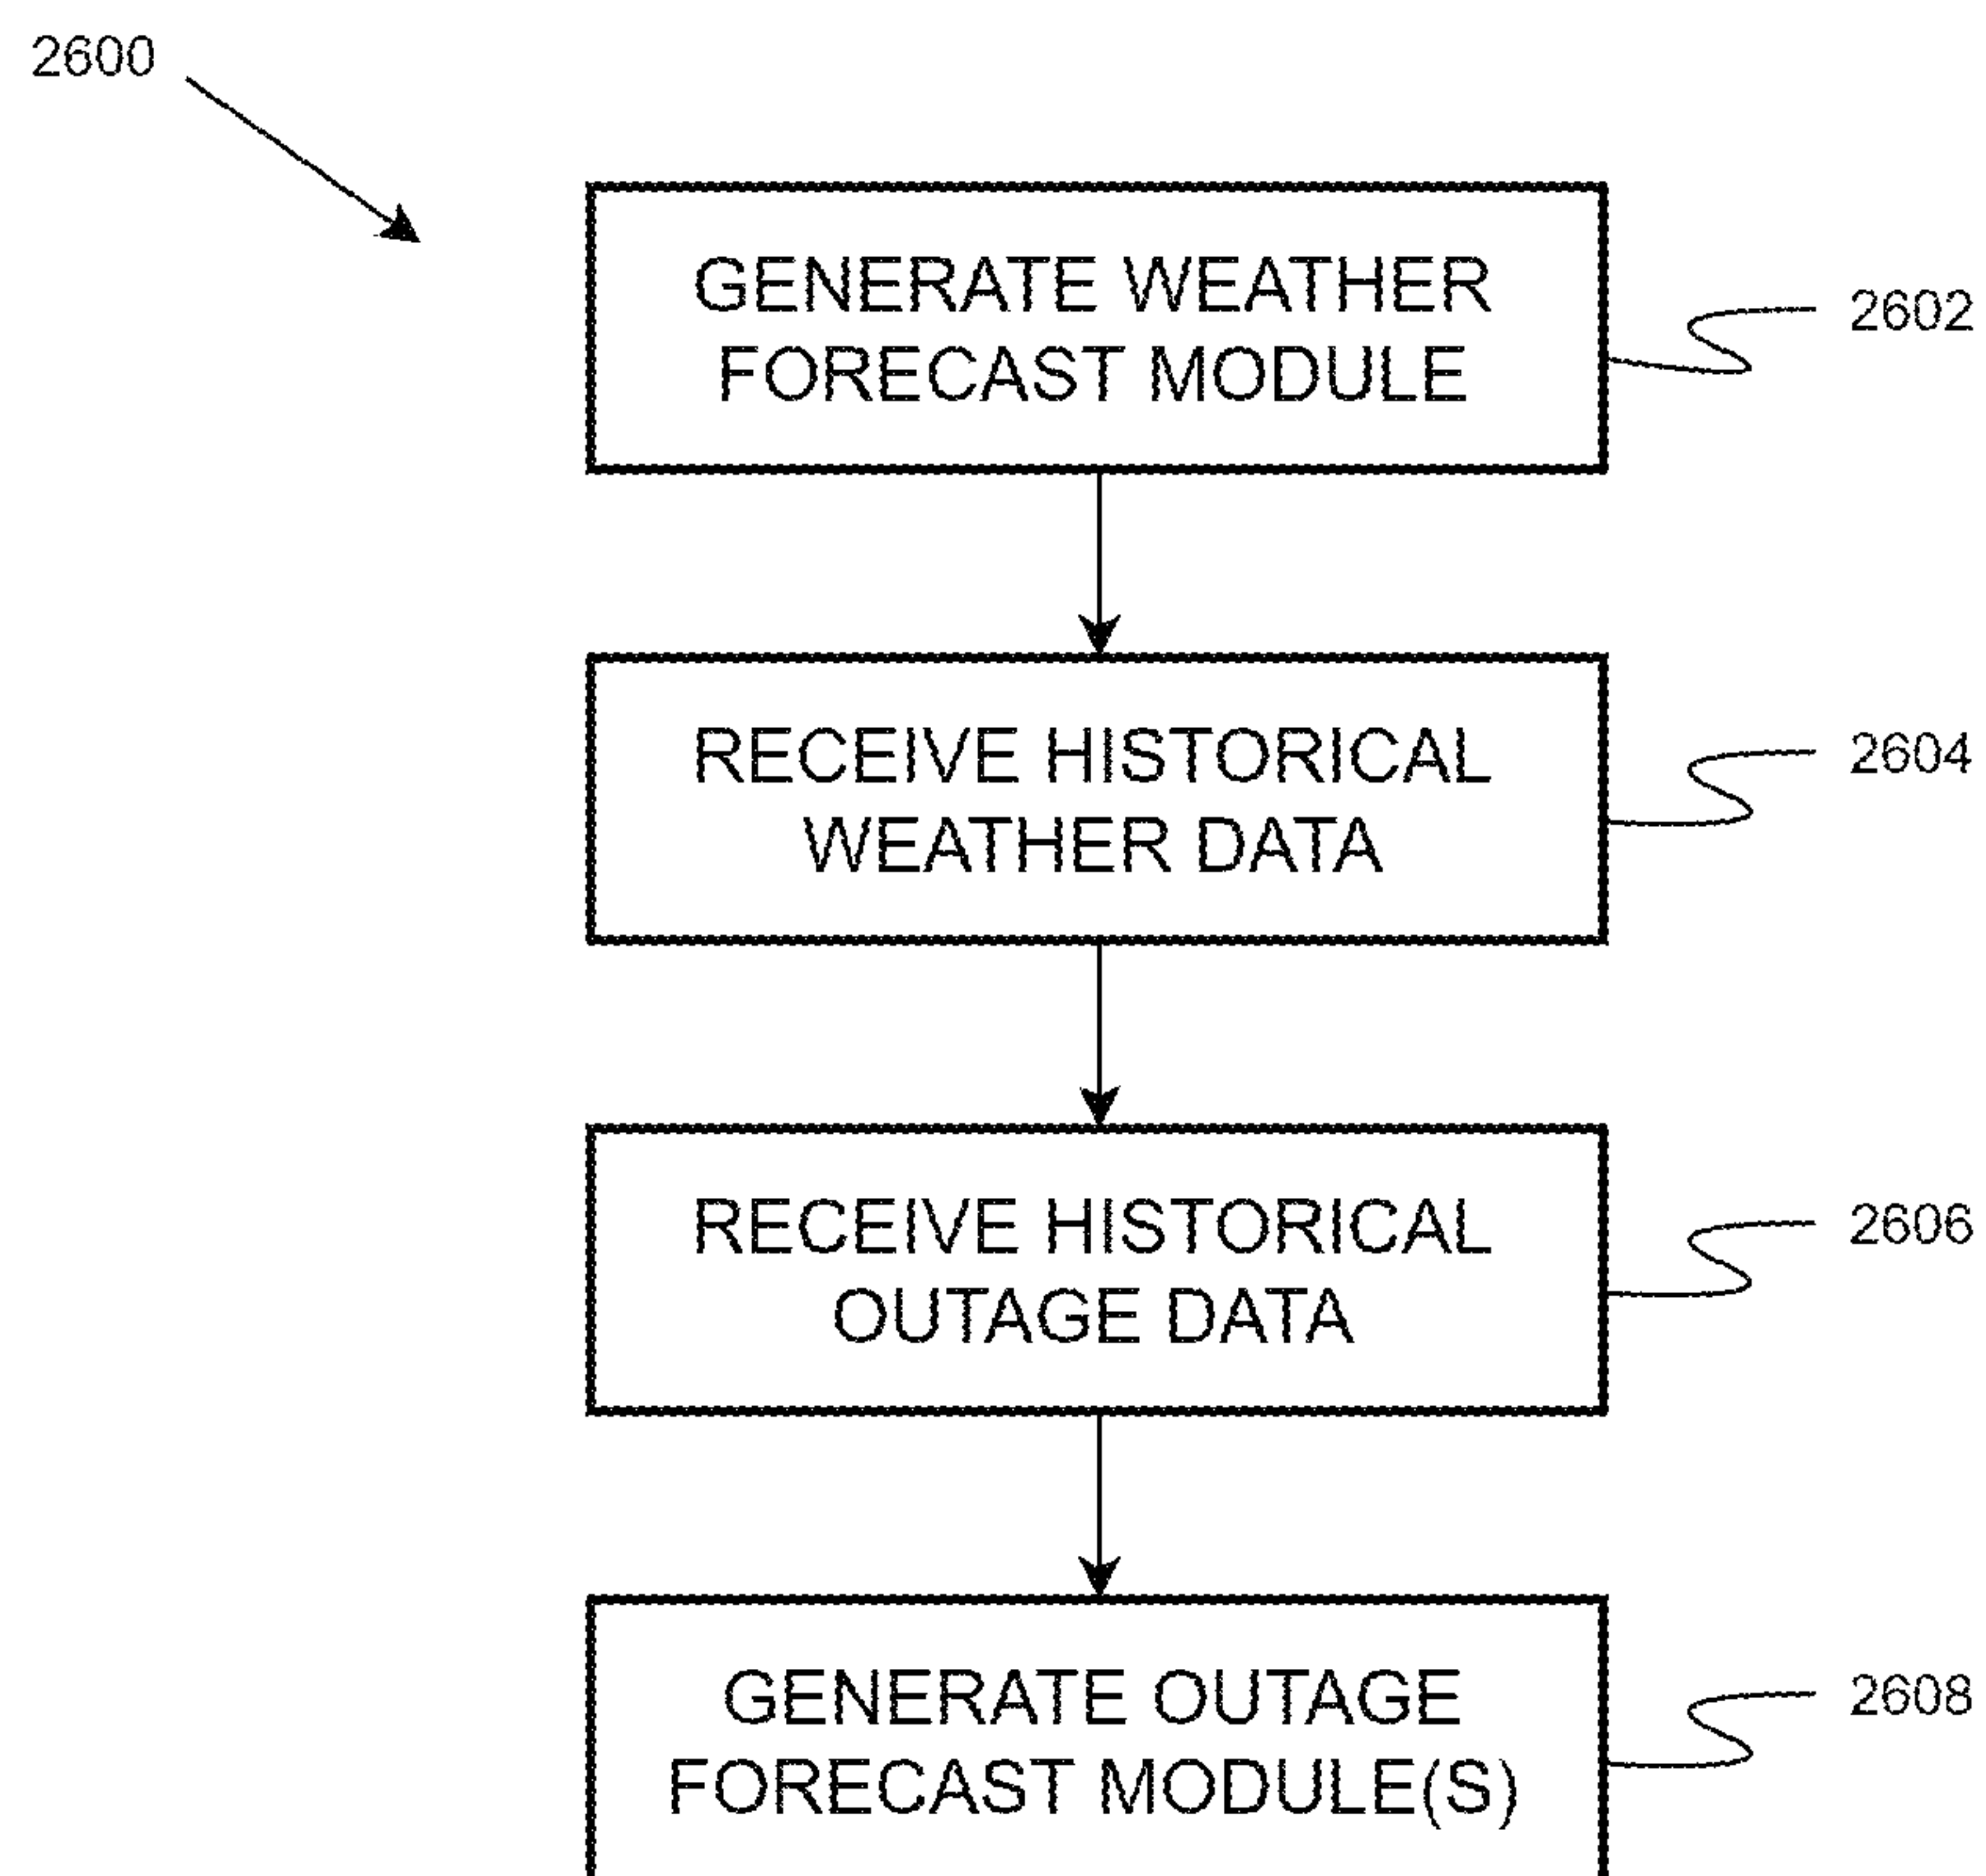 2600
GENERATE WEATHER
FORECAST MODULE
2602
RECEIVE HISTORICAL
WEATHER DATA
2604
RECEIVE HISTORICAL
OUTAGE DATA
2606
GENERATE OUTAGE
FORECAST MODULE(S)
2608